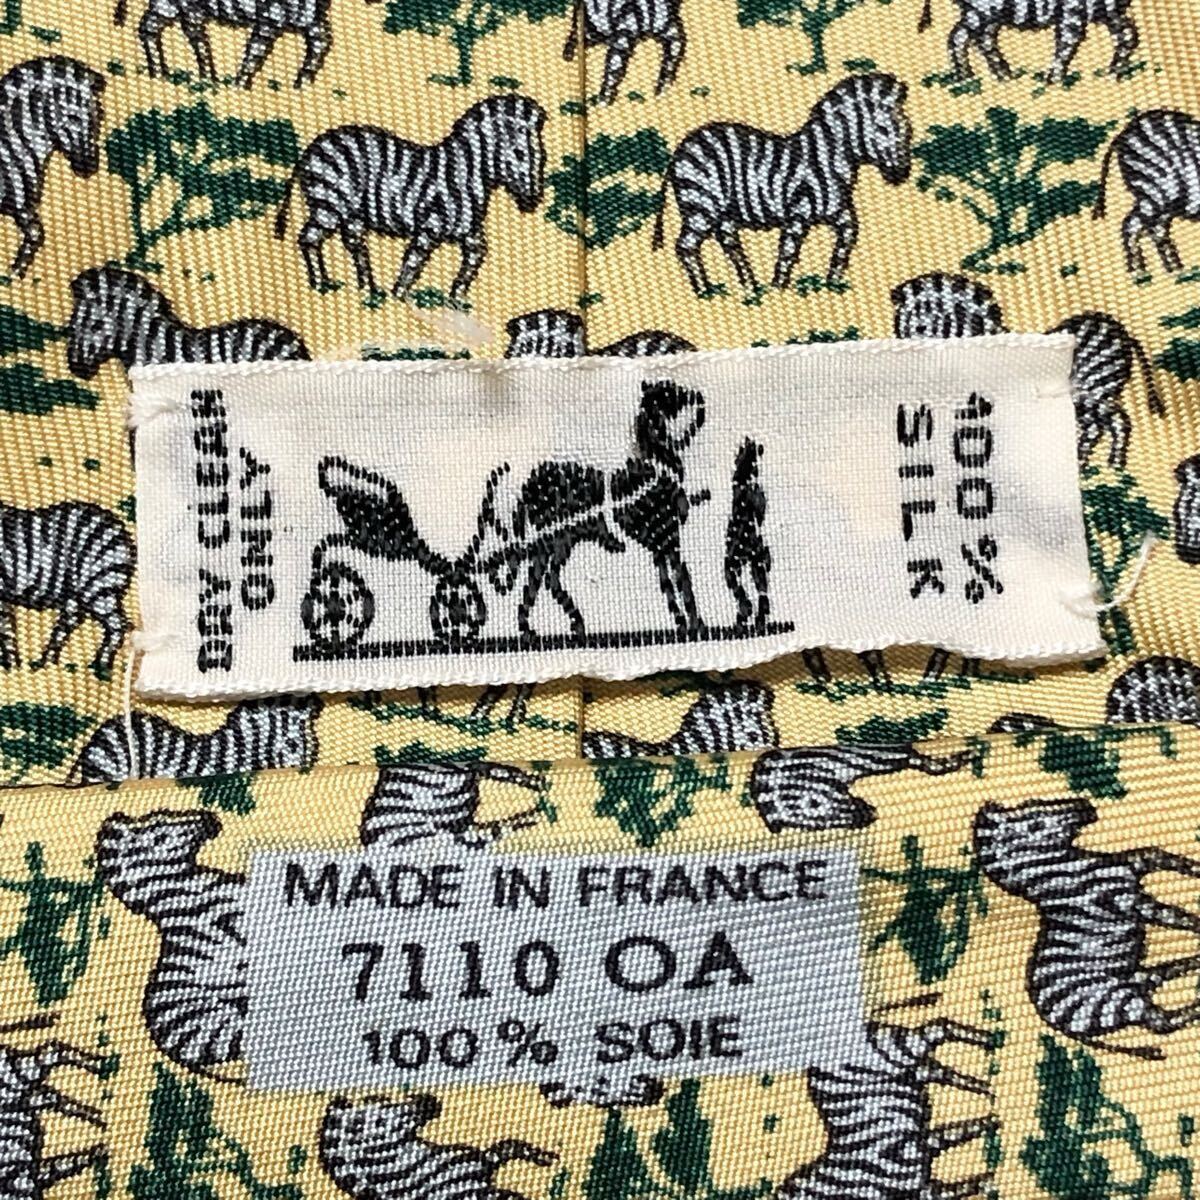 DRY CLEAN
ONLY
100%
SILK
MADE IN FRANCE
7110 OA
100% SOIE